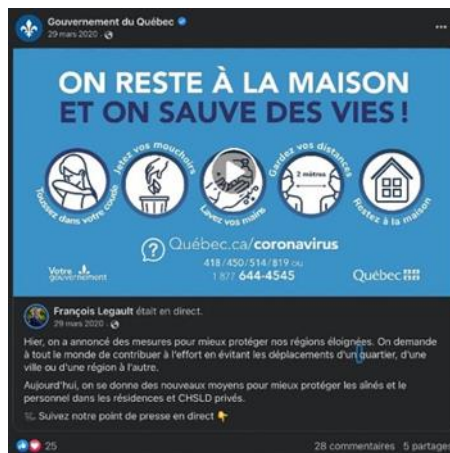 Gouvernement du Québec
29 mars 2020
ON RESTE À LA MAISON
ET ON SAUVE DES VIES !
Toussez dans votre coude
Jetez vos mouchoirs
Lavez vos mains
Gardez vos distances
2 mètres
Restez à la maison
Québec.ca/coronavirus
418/450/514/819 ou
1 877 644-4545
Votre
gouvernement
Québec
François Legault était en direct.
29 mars 2020
Hier, on a annoncé des mesures pour mieux protéger nos régions éloignées. On demande
à tout le monde de contribuer à l'effort en évitant les déplacements d'un quartier, d'une
ville ou d'une région à l'autre.
Aujourd'hui, on se donne des nouveaux moyens pour mieux protéger les aînés et le
personnel dans les résidences et CHSLD privés.
Suivez notre point de presse en direct 👇
25
28 commentaires 5 partages